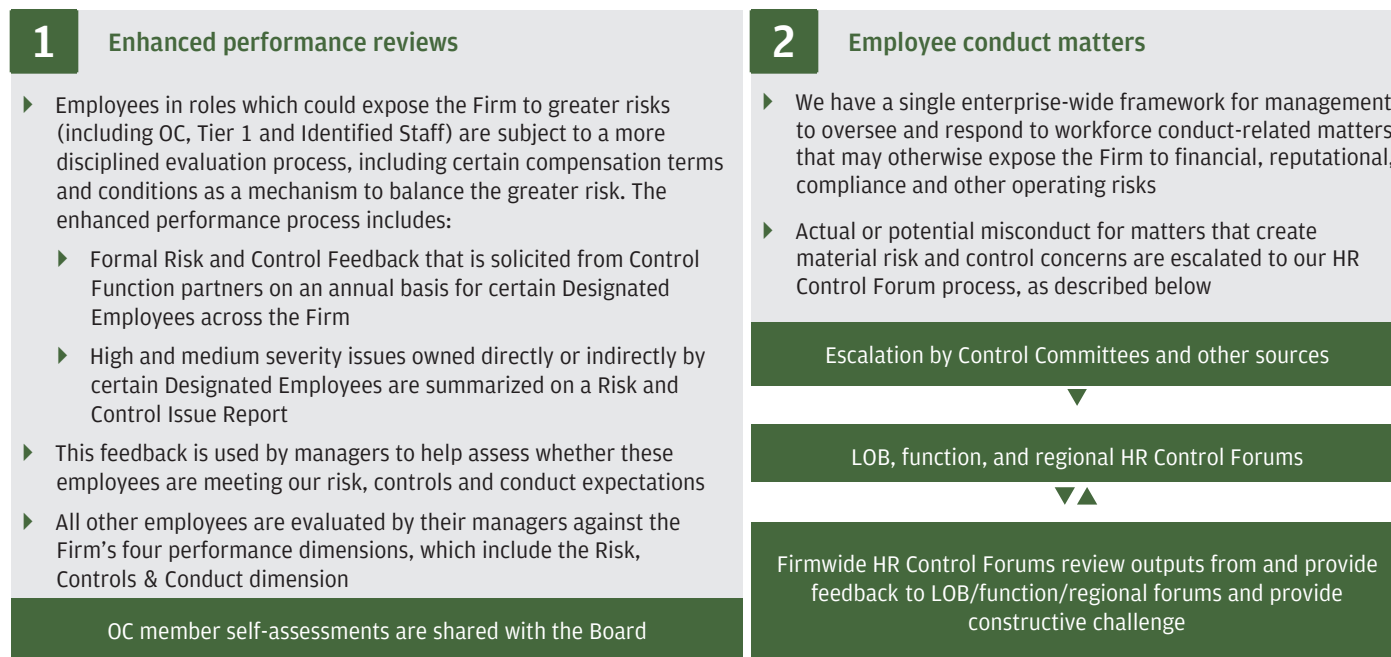 1 Enhanced performance reviews
Employees in roles which could expose the Firm to greater risks
(including OC, Tier 1 and Identified Staff) are subject to a more
disciplined evaluation process, including certain compensation terms
and conditions as a mechanism to balance the greater risk. The
enhanced performance process includes:
Formal Risk and Control Feedback that is solicited from Control
Function partners on an annual basis for certain Designated
Employees across the Firm
High and medium severity issues owned directly or indirectly by
certain Designated Employees are summarized on a Risk and
Control Issue Report
This feedback is used by managers to help assess whether these
employees are meeting our risk, controls and conduct expectations
All other employees are evaluated by their managers against the
Firm’s four performance dimensions, which include the Risk,
Controls & Conduct dimension
OC member self-assessments are shared with the Board
2 Employee conduct matters
We have a single enterprise-wide framework for management
to oversee and respond to workforce conduct-related matters
that may otherwise expose the Firm to financial, reputational,
compliance and other operating risks
Actual or potential misconduct for matters that create
material risk and control concerns are escalated to our HR
Control Forum process, as described below
Escalation by Control Committees and other sources
LOB, function, and regional HR Control Forums
Firmwide HR Control Forums review outputs from and provide
feedback to LOB/function/regional forums and provide
constructive challenge